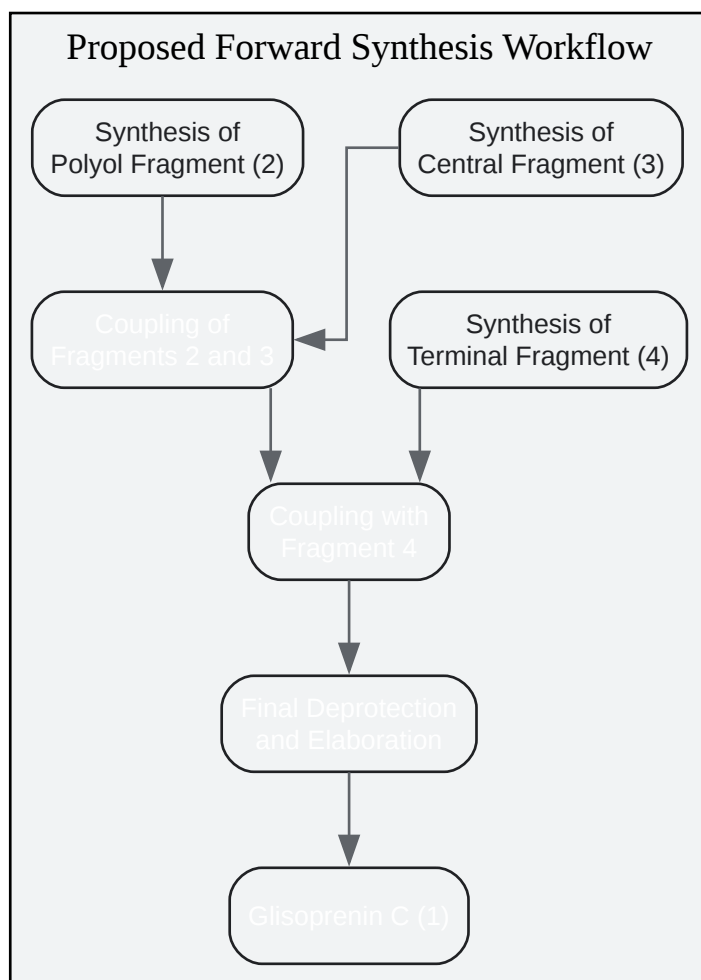 Proposed Forward Synthesis Workflow
Synthesis of
Polyol Fragment (2)
Synthesis of
Central Fragment (3)
Coupling of
Fragments 2 and 3
Synthesis of
Terminal Fragment (4)
Coupling with
Fragment 4
Final Deprotection
and Elaboration
Glisoprenin C (1)